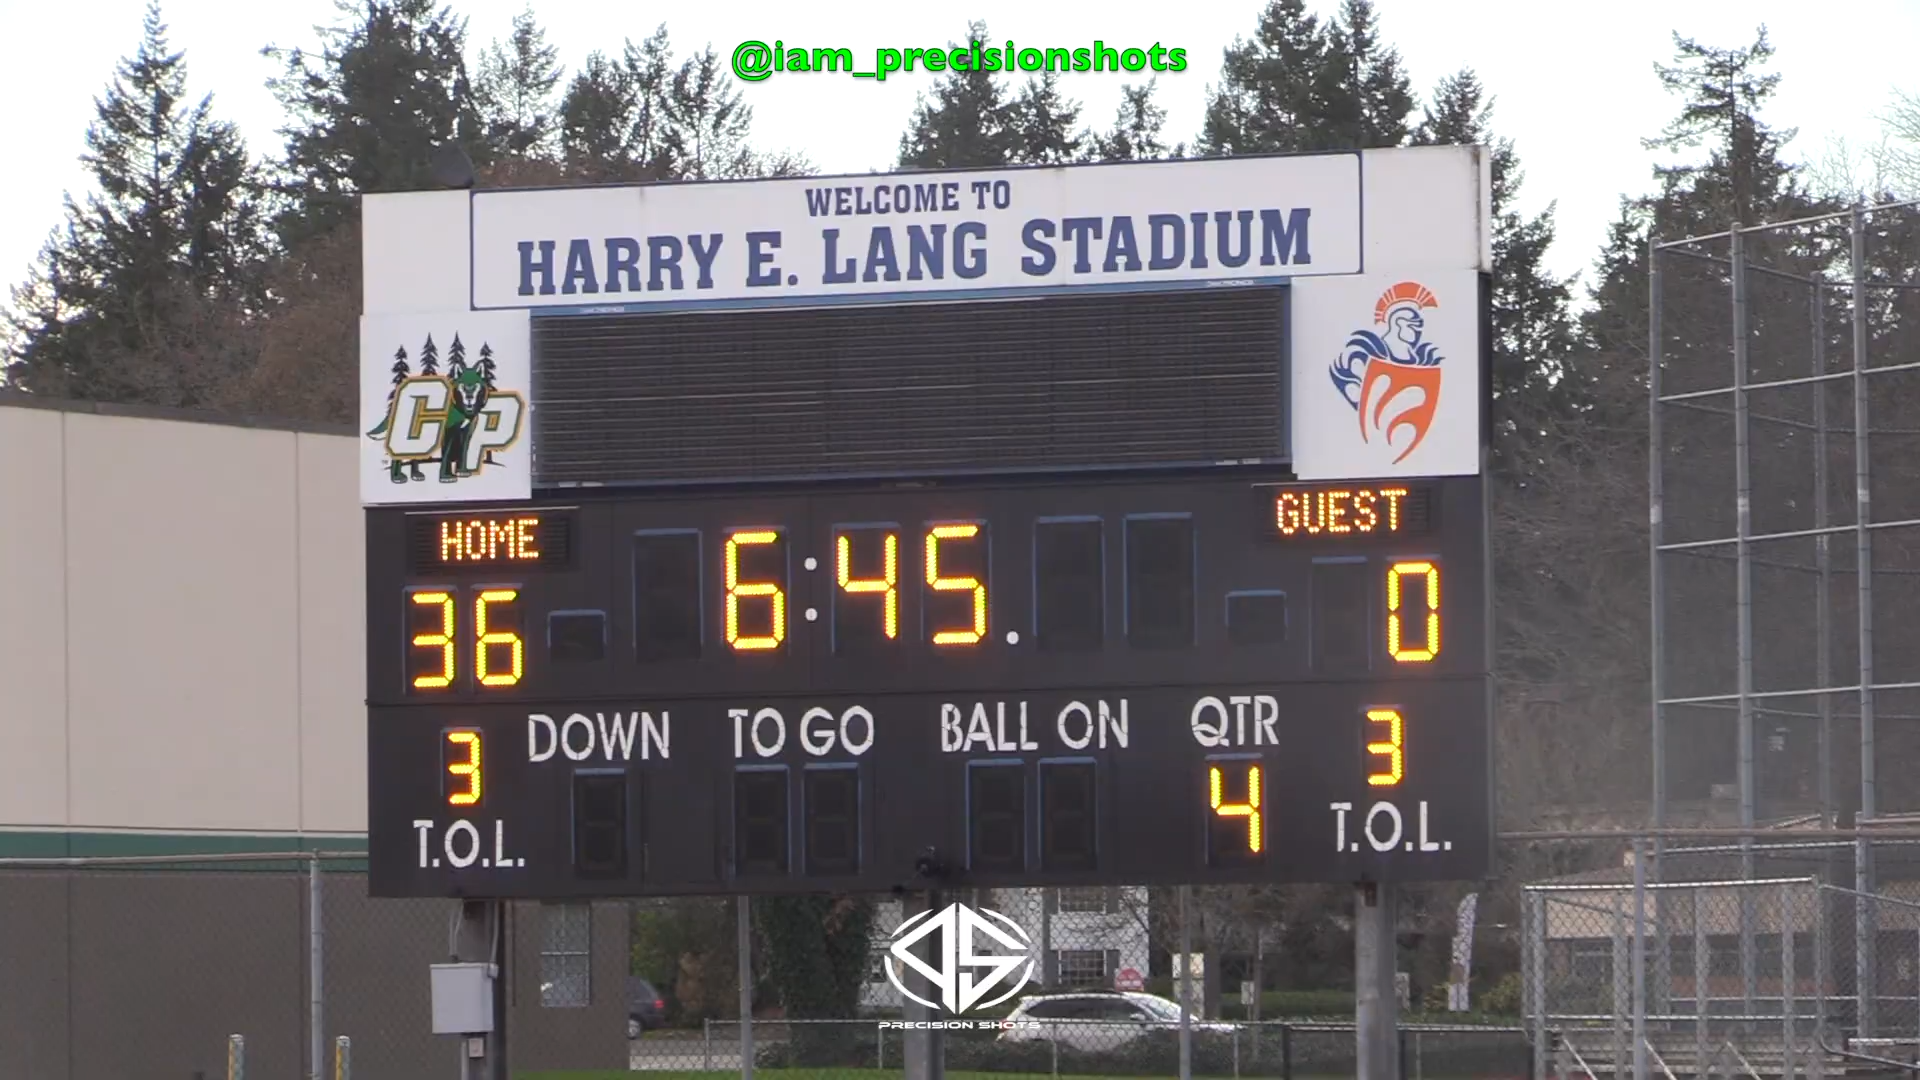 @iam_precisionshots
WELCOME TO
HARRY E. LANG STADIUM
CP
HOME
GUEST
36
6:45.
0
DOWN
TO GO
BALL ON
QTR
3
4
3
T.O.L.
T.O.L.
PRECISION SHOTS